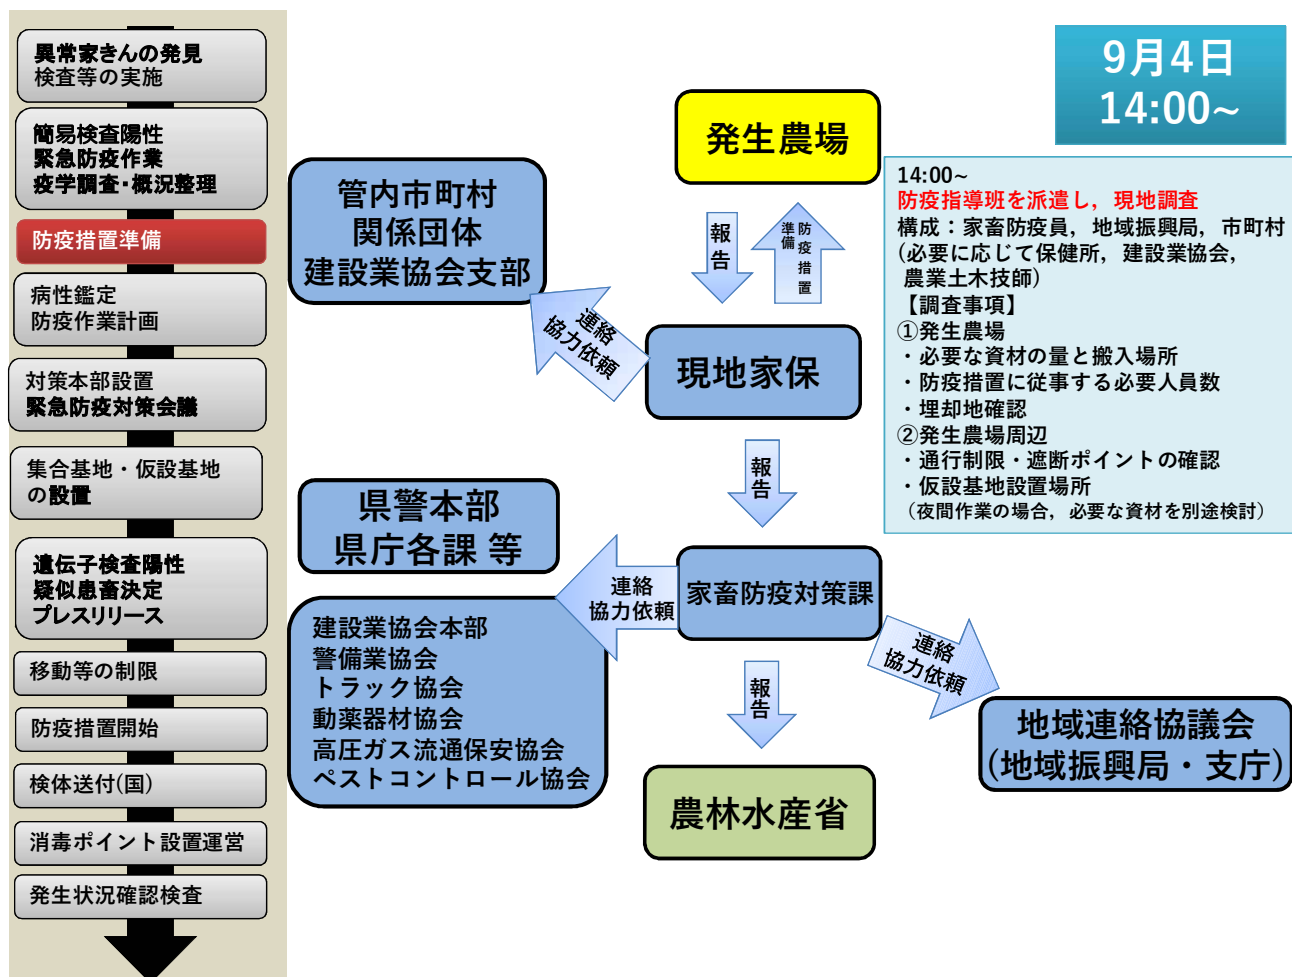 異常家きんの発見
検査等の実施
簡易検査陽性
緊急防疫作業
疫学調査・概況整理
防疫措置準備
病性鑑定
防疫作業計画
対策本部設置
緊急防疫対策会議
集合基地・仮設基地
の設置
遺伝子検査陽性
疑似患畜決定
プレスリリース
移動等の制限
防疫措置開始
検体送付(国)
消毒ポイント設置運営
発生状況確認検査
9月4日
14:00~
発生農場
報告
防疫措置
準備
管内市町村
関係団体
建設業協会支部
連絡
協力依頼
現地家保
報告
県警本部
県庁各課 等
建設業協会本部
警備業協会
トラック協会
動薬器材協会
高圧ガス流通保安協会
ペストコントロール協会
連絡
協力依頼
家畜防疫対策課
連絡
協力依頼
報告
地域連絡協議会
(地域振興局・支庁)
農林水産省
14:00~
防疫指導班を派遣し，現地調査
構成：家畜防疫員，地域振興局，市町村
(必要に応じて保健所，建設業協会，
農業土木技師)
【調査事項】
①発生農場
・必要な資材の量と搬入場所
・防疫措置に従事する必要人員数
・埋却地確認
②発生農場周辺
・通行制限・遮断ポイントの確認
・仮設基地設置場所
（夜間作業の場合，必要な資材を別途検討）